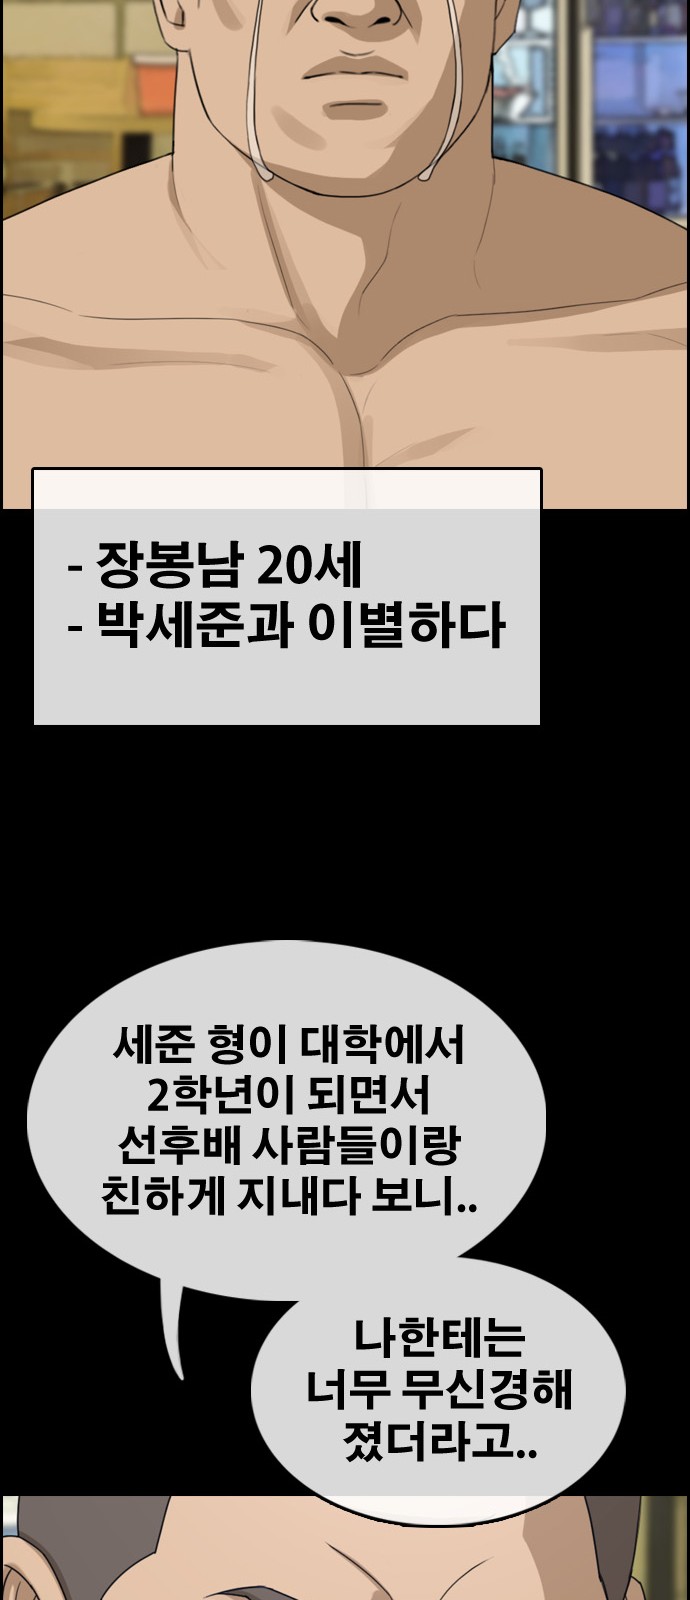 - 장봉남 20세
- 박세준과 이별하다
세준 형이 대학에서
2학년이 되면서
선후배 사람들이랑
친하게 지내다 보니..
나한테는
너무 무신경해
졌더라고..